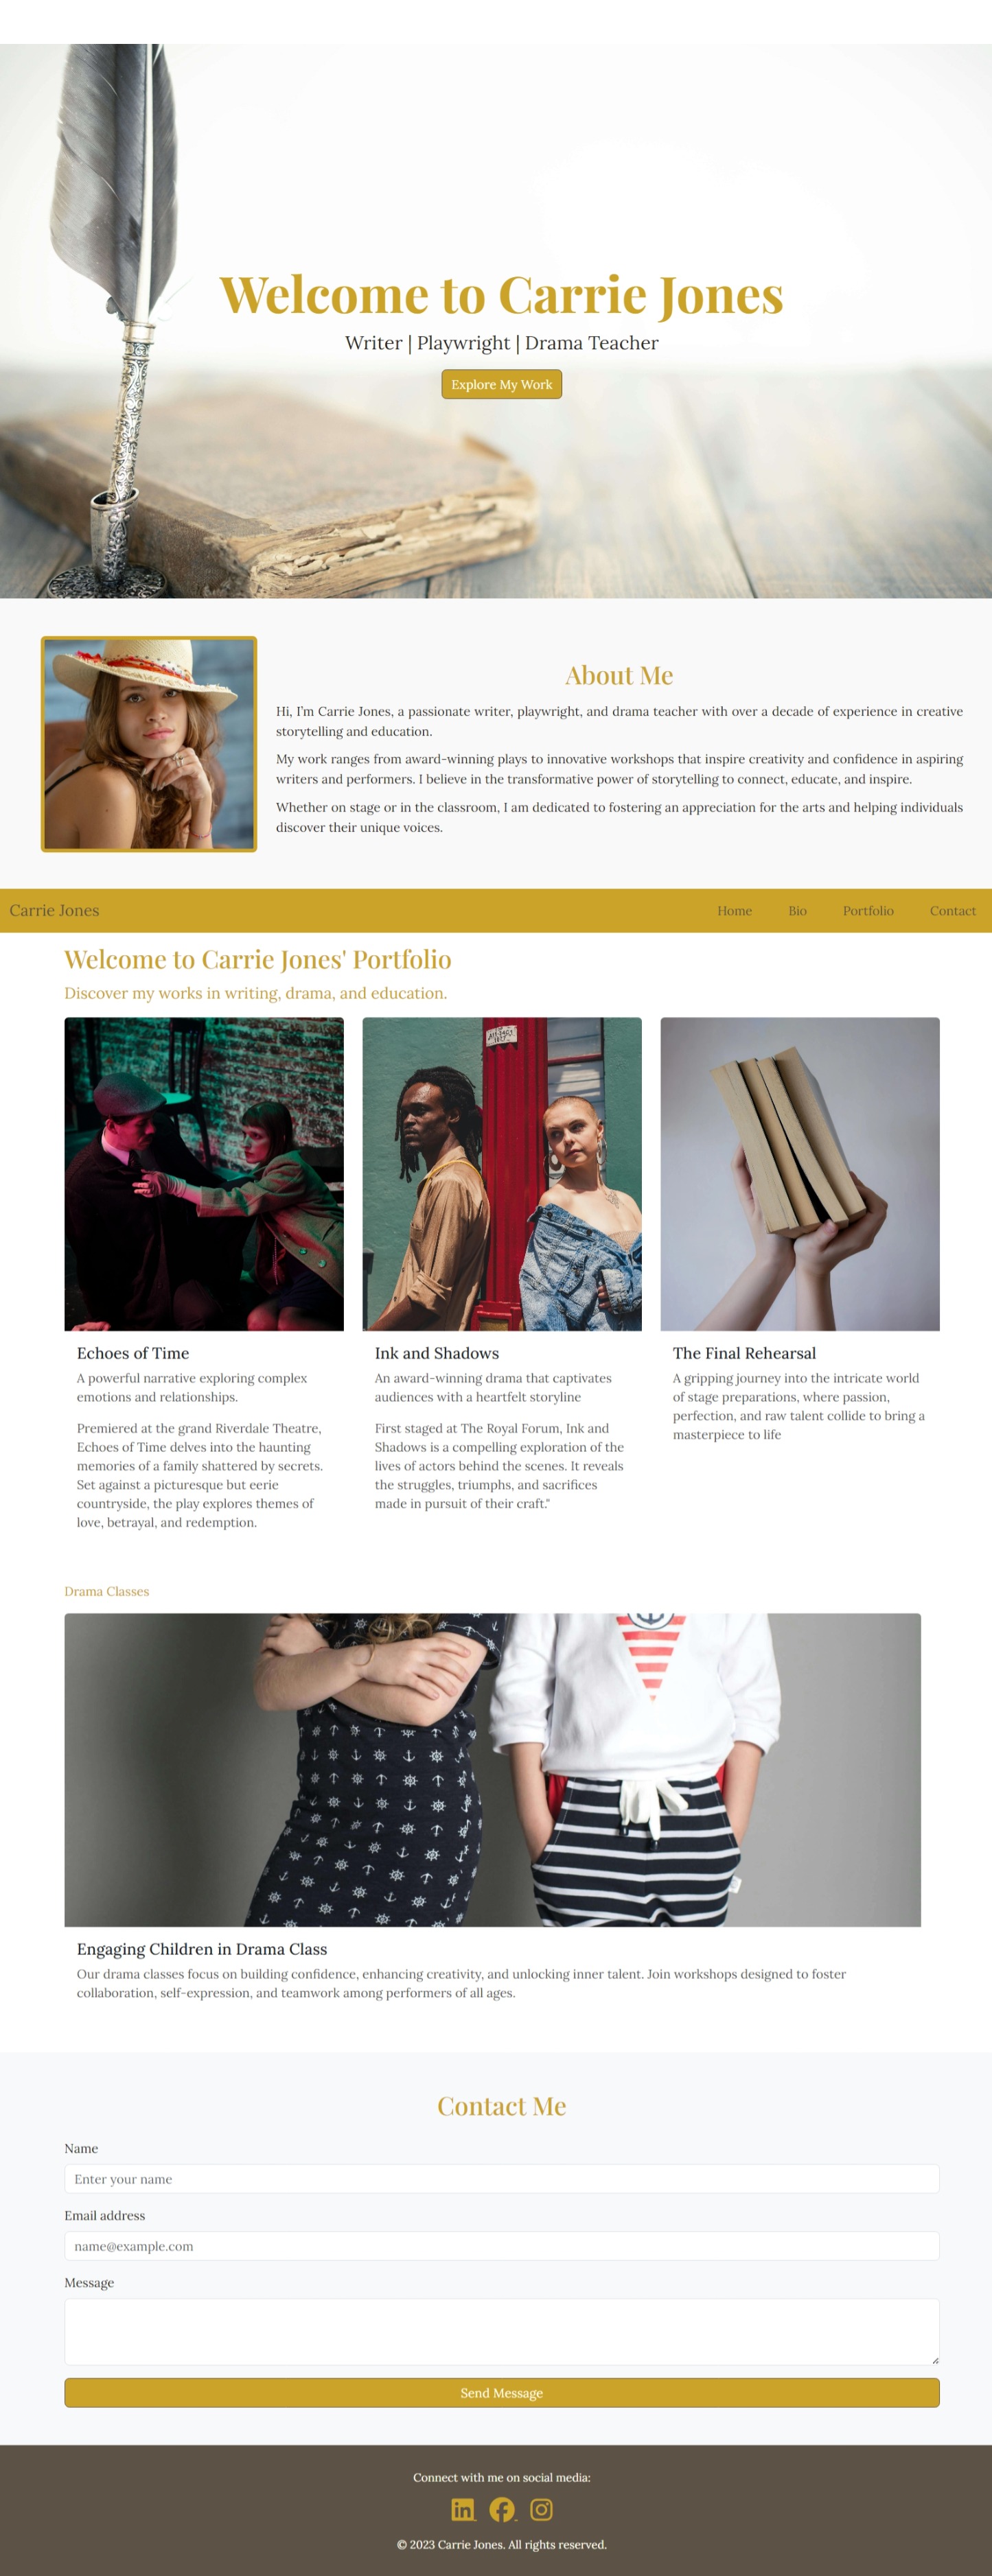 Welcome to Carrie Jones
Writer | Playwright | Drama Teacher
Explore My Work
About Me
Hi, I'm Carrie Jones, a passionate writer, playwright, and drama teacher with over a decade of experience in creative
storytelling and education.
My work ranges from award-winning plays to innovative workshops that inspire creativity and confidence in aspiring
writers and performers. I believe in the transformative power of storytelling to connect, educate, and inspire.
Whether on stage or in the classroom, I am dedicated to fostering an appreciation for the arts and helping individuals
discover their unique voices.
Carrie Jones
Home
Bio
Portfolio
Contact
Welcome to Carrie Jones' Portfolio
Discover my works in writing, drama, and education.
Echoes of Time
A powerful narrative exploring complex
emotions and relationships.
Premiered at the grand Riverdale Theatre,
Echoes of Time delves into the haunting
memories of a family shattered by secrets.
Set against a picturesque but eerie
countryside, the play explores themes of
love, betrayal, and redemption.
Ink and Shadows
An award-winning drama that captivates
audiences with a heartfelt storyline
First staged at The Royal Forum, Ink and
Shadows is a compelling exploration of the
lives of actors behind the scenes. It reveals
the struggles, triumphs, and sacrifices
made in pursuit of their craft."
The Final Rehearsal
A gripping journey into the intricate world
of stage preparations, where passion,
perfection, and raw talent collide to bring a
masterpiece to life
Drama Classes
Engaging Children in Drama Class
Our drama classes focus on building confidence, enhancing creativity, and unlocking inner talent. Join workshops designed to foster
collaboration, self-expression, and teamwork among performers of all ages.
Contact Me
Name
Enter your name
Email address
name@example.com
Message
Send Message
Connect with me on social media:
© 2023 Carrie Jones. All rights reserved.